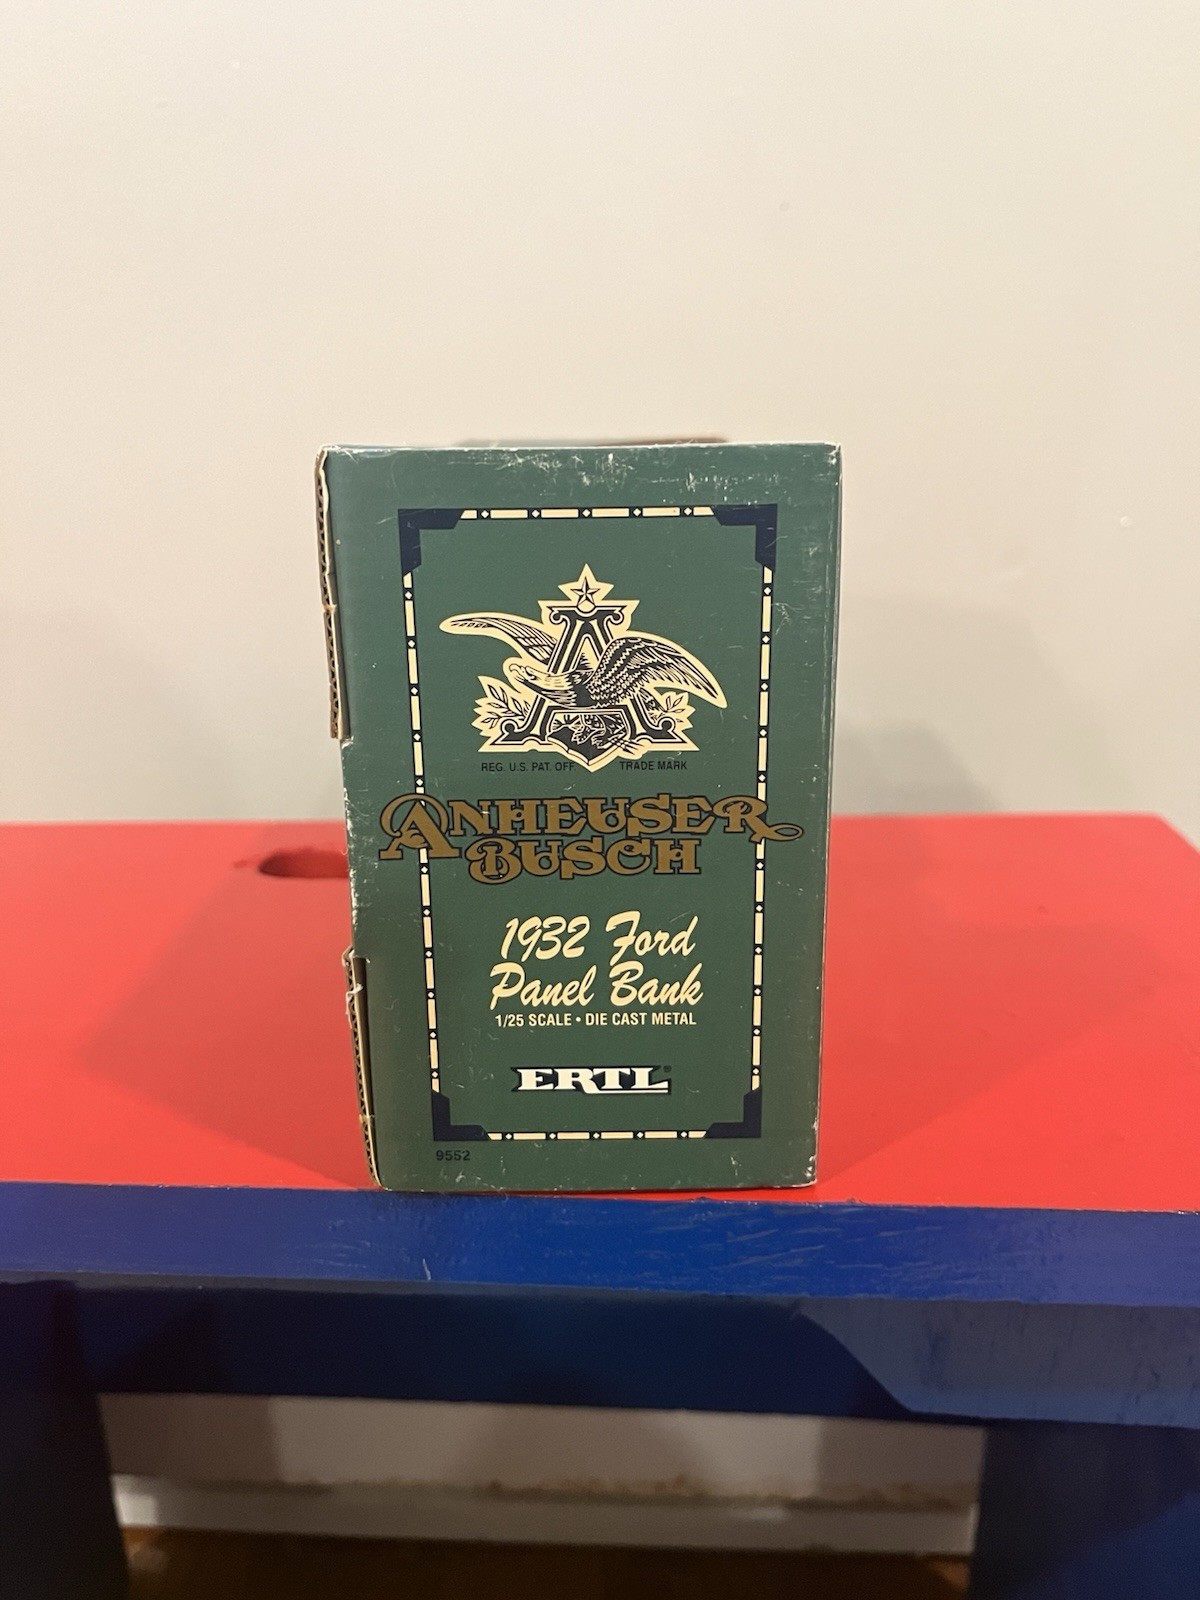 A
REG. U.S. PAT. OFF. TRADE MARK
ANHEUSER
BUSCH
1932 Ford
Panel Bank
1/25 SCALE • DIE CAST METAL
ERTL®
9552